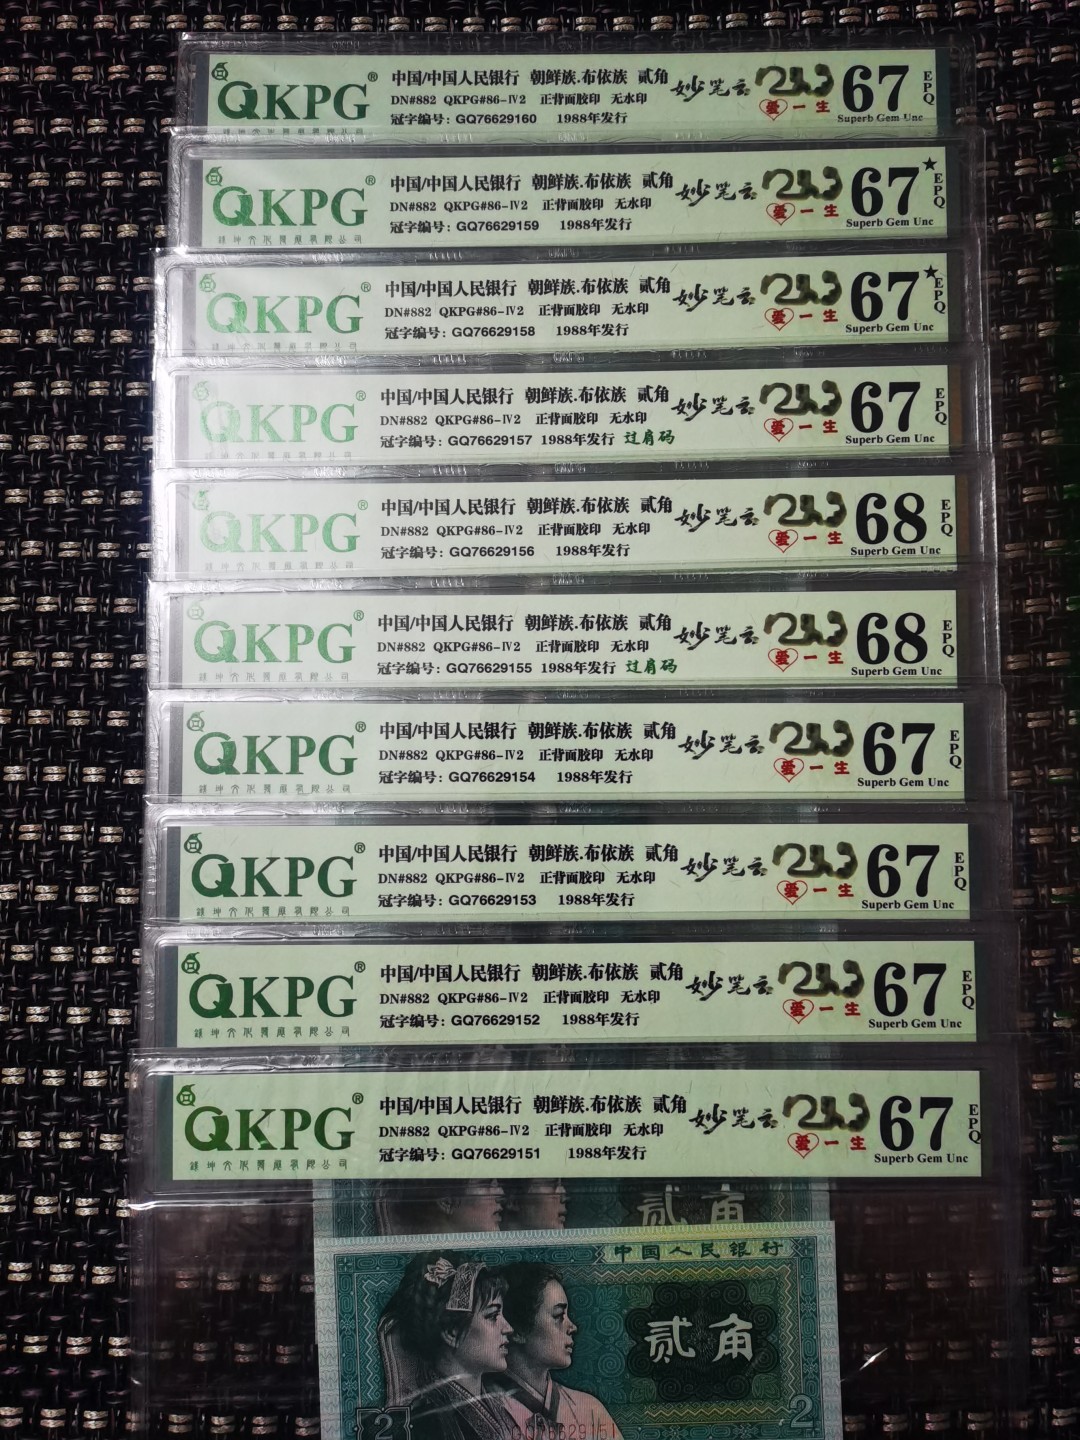 QKPG®
中国/中国人民银行 朝鲜族.布依族 贰角
DN#882 QKPG#86-Ⅳ2 正背面胶印 无水印
冠字编号: GQ76629160 1988年发行
妙笔
爱一生
67 EPQ
Superb Gem Unc
QKPG®
中国/中国人民银行 朝鲜族.布依族 贰角
DN#882 QKPG#86-Ⅳ2 正背面胶印 无水印
冠字编号: GQ76629159 1988年发行
妙笔
爱一生
67★ EPQ
Superb Gem Unc
QKPG®
中国/中国人民银行 朝鲜族.布依族 贰角
DN#882 QKPG#86-Ⅳ2 正背面胶印 无水印
冠字编号: GQ76629158 1988年发行
妙笔
爱一生
67★ EPQ
Superb Gem Unc
QKPG®
中国/中国人民银行 朝鲜族.布依族 贰角
DN#882 QKPG#86-Ⅳ2 正背面胶印 无水印
冠字编号: GQ76629157 1988年发行 过肩码
妙笔
爱一生
67 EPQ
Superb Gem Unc
QKPG®
中国/中国人民银行 朝鲜族.布依族 贰角
DN#882 QKPG#86-Ⅳ2 正背面胶印 无水印
冠字编号: GQ76629156 1988年发行
妙笔
爱一生
68 EPQ
Superb Gem Unc
QKPG®
中国/中国人民银行 朝鲜族.布依族 贰角
DN#882 QKPG#86-Ⅳ2 正背面胶印 无水印
冠字编号: GQ76629155 1988年发行 过肩码
妙笔
爱一生
68 EPQ
Superb Gem Unc
QKPG®
中国/中国人民银行 朝鲜族.布依族 贰角
DN#882 QKPG#86-Ⅳ2 正背面胶印 无水印
冠字编号: GQ76629154 1988年发行
妙笔
爱一生
67 EPQ
Superb Gem Unc
QKPG®
中国/中国人民银行 朝鲜族.布依族 贰角
DN#882 QKPG#86-Ⅳ2 正背面胶印 无水印
冠字编号: GQ76629153 1988年发行
妙笔
爱一生
67 EPQ
Superb Gem Unc
QKPG®
中国/中国人民银行 朝鲜族.布依族 贰角
DN#882 QKPG#86-Ⅳ2 正背面胶印 无水印
冠字编号: GQ76629152 1988年发行
妙笔
爱一生
67 EPQ
Superb Gem Unc
QKPG®
中国/中国人民银行 朝鲜族.布依族 贰角
DN#882 QKPG#86-Ⅳ2 正背面胶印 无水印
冠字编号: GQ76629151 1988年发行
妙笔
爱一生
67 EPQ
Superb Gem Unc
贰角
中国人民银行
贰角
2
2
GQ76629151